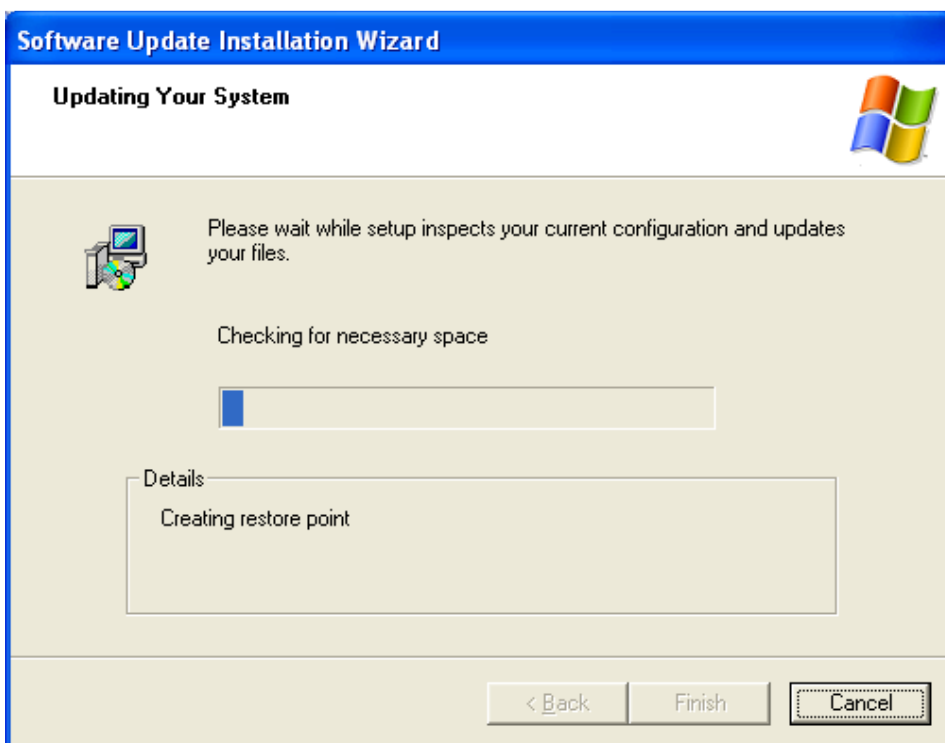 Software Update Installation Wizard
Updating Your System
Please wait while setup inspects your current configuration and updates
your files.
Checking for necessary space
Details
Creating restore point
< Back
Finish
Cancel